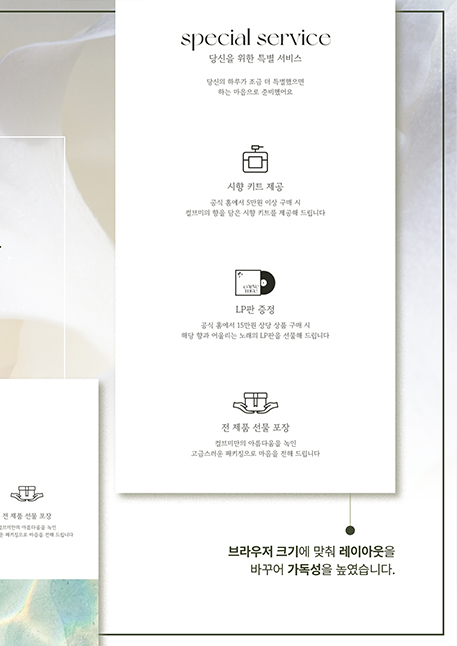 special service
당신을 위한 특별 서비스
당신의 하루가 조금 더 특별했으면
하는 마음으로 준비했어요
시향 키트 제공
공식 홈에서 5만원 이상 구매 시
컬브미의 향을 담은 시향 키트를 제공해 드립니다
LP판 증정
공식 홈에서 15만원 상당 상품 구매 시
해당 향과 어울리는 노래의 LP판을 선물해 드립니다
전 제품 선물 포장
컬브미만의 아름다움을 녹인
고급스러운 패키징으로 마음을 전해 드립니다
전 제품 선물 포장
컬브미만의 아름다움을 녹인
운 패키징으로 마음을 전해 드립니다
브라우저 크기에 맞춰 레이아웃을
바꾸어 가독성을 높였습니다.